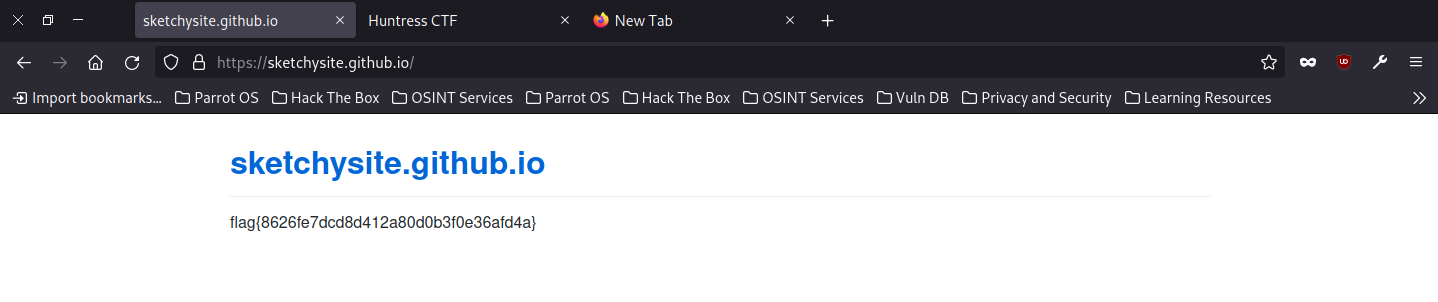 sketchysite.github.io Huntress CTF New Tab
https://sketchysite.github.io/
Import bookmarks... Parrot OS Hack The Box OSINT Services Parrot OS Hack The Box OSINT Services Vuln DB Privacy and Security Learning Resources
sketchysite.github.io
flag{8626fe7dcd8d412a80d0b3f0e36afd4a}